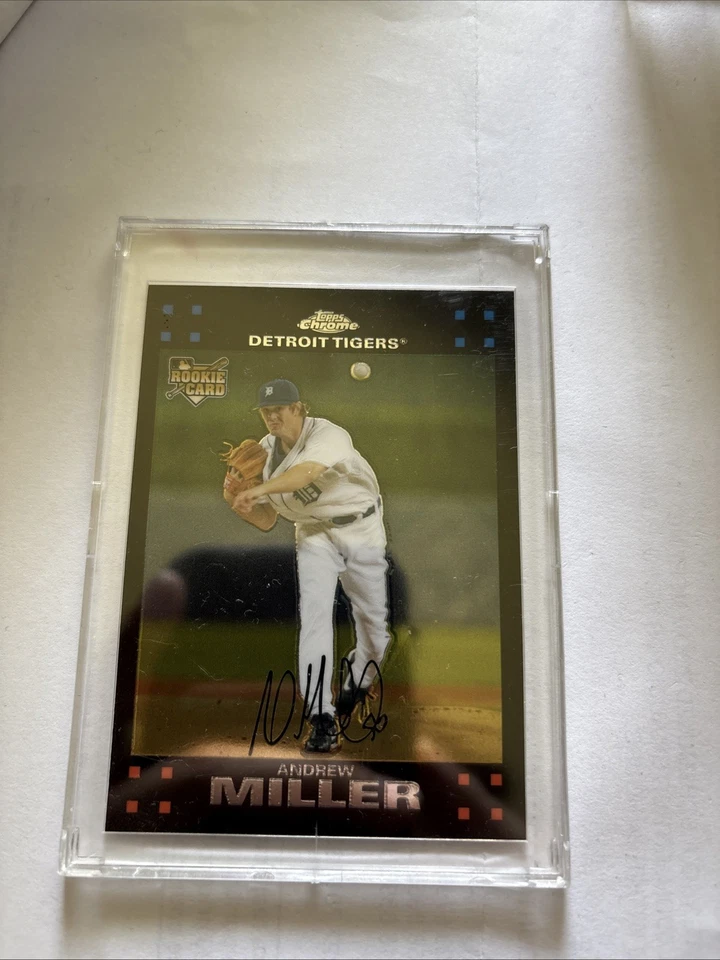 Topps
Chrome
DETROIT TIGERS®
ROOKIE
CARD
D
D
ANDREW
MILLER